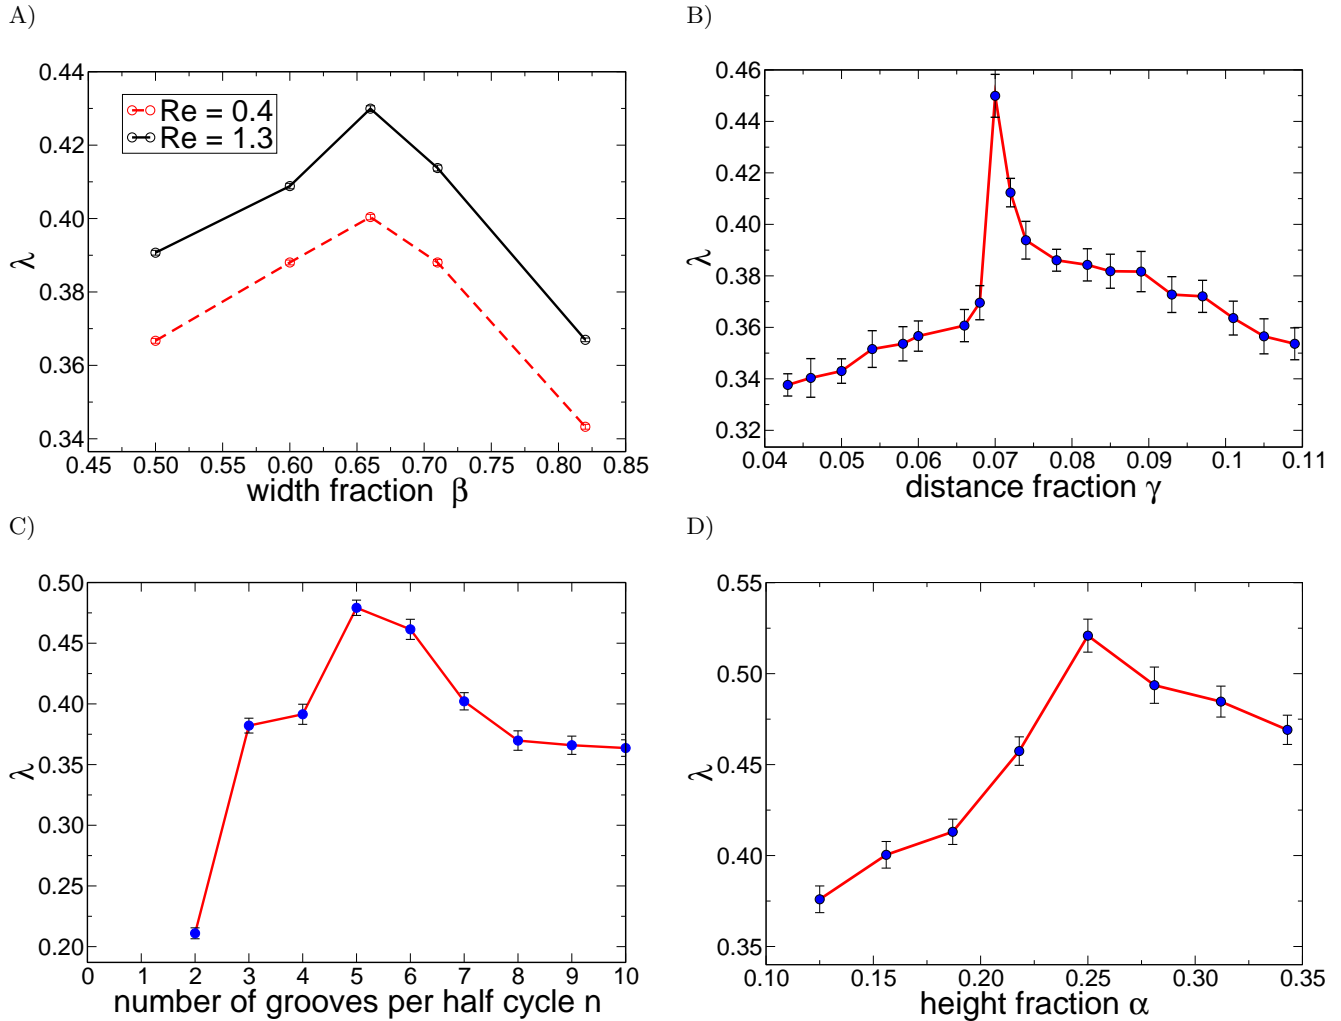 A)
0.44
0.43
0.40
0.38
0.36
0.34
λ
Re = 0.4
Re = 1.3
0.45 0.50 0.60 0.65 0.70 0.75 0.80 0.85
width fraction β
B)
0.46
0.45
0.42
0.40
0.38
0.36
0.34
0.32
λ
0.04 0.05 0.06 0.07 0.08 0.09 0.1 0.11
distance fraction γ
C)
0.50
0.45
0.40
0.35
0.30
0.25
0.20
λ
0 1 2 3 4 5 6 7 8 9 10
number of grooves per half cycle n
D)
0.55
0.50
0.45
0.40
0.35
λ
0.10 0.15 0.20 0.25 0.30 0.35
height fraction α